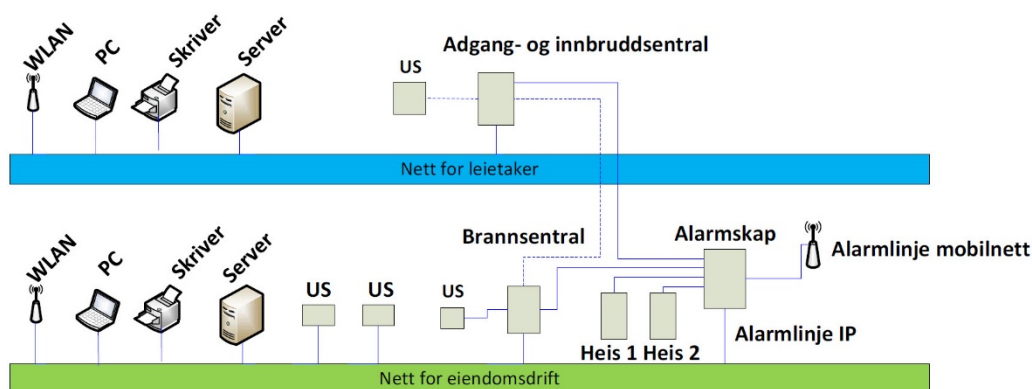 WLAN
PC
Skriver
Server
Adgang- og innbruddsentral
US
Nett for leietaker
WLAN
PC
Skriver
Server
US
US
US
Brannsentral
Alarmskap
Alarmlinje mobilnett
Heis 1 Heis 2
Alarmlinje IP
Nett for eiendomsdrift